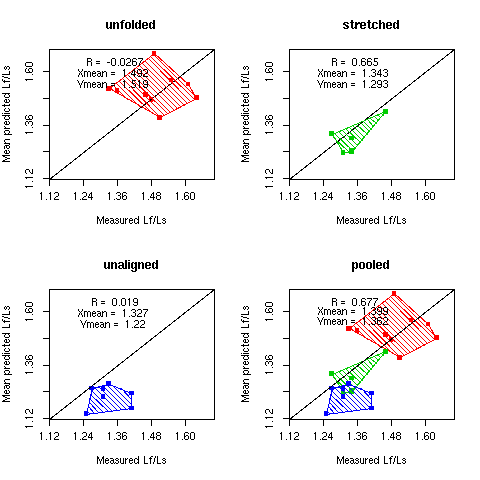 unfolded
R = -0.0267
Xmean = 1.492
Ymean = 1.519
Mean predicted Lf/Ls
1.12 1.36 1.60
1.12 1.24 1.36 1.48 1.60
Measured Lf/Ls
stretched
R = 0.665
Xmean = 1.343
Ymean = 1.293
Mean predicted Lf/Ls
1.12 1.36 1.60
1.12 1.24 1.36 1.48 1.60
Measured Lf/Ls
unaligned
R = 0.019
Xmean = 1.327
Ymean = 1.22
Mean predicted Lf/Ls
1.12 1.36 1.60
1.12 1.24 1.36 1.48 1.60
Measured Lf/Ls
pooled
R = 0.677
Xmean = 1.399
Ymean = 1.362
Mean predicted Lf/Ls
1.12 1.36 1.60
1.12 1.24 1.36 1.48 1.60
Measured Lf/Ls